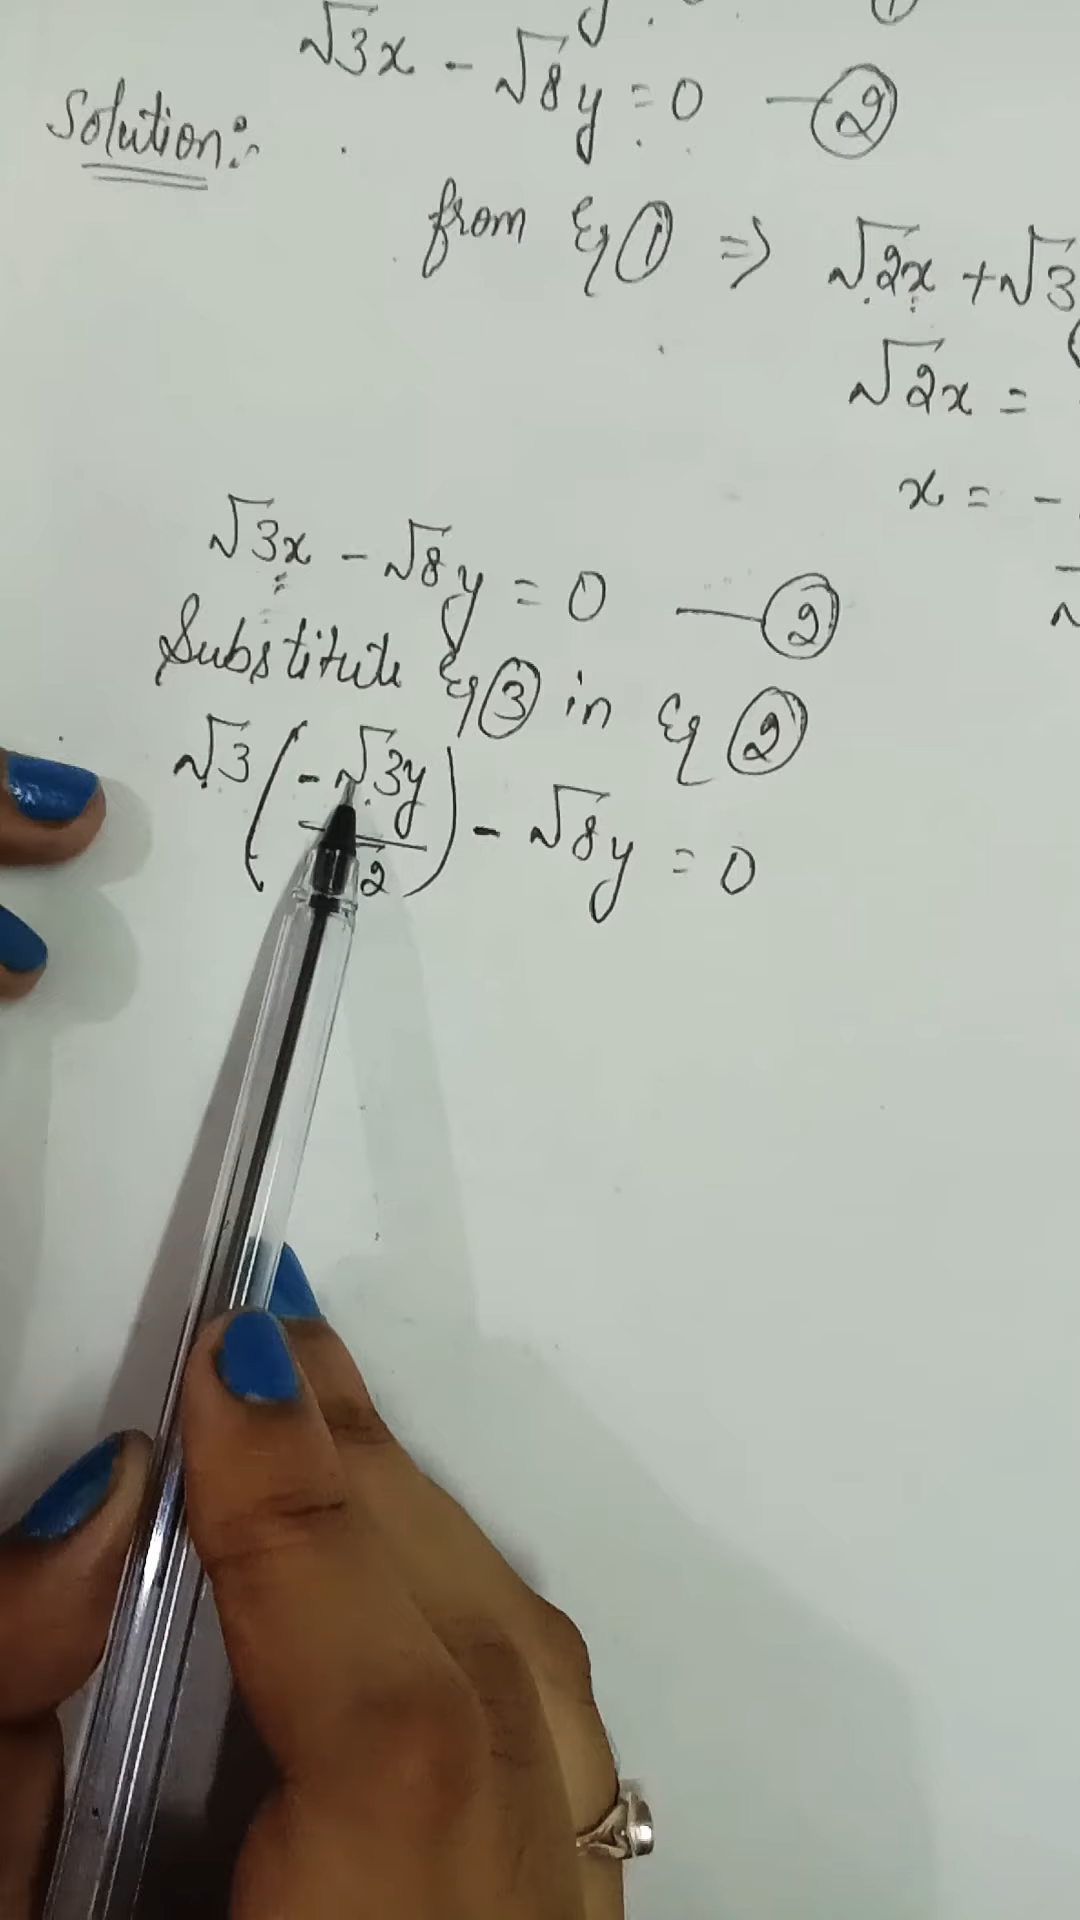 √3x - √8y = 0 — ②
Solution:-
from Eq ① ⇒ √2x + √3
√2x =
x = -
√3x - √8y = 0 — ②
Substitute Eq ③ in Eq ②
√3 (-√3y/√2) - √8y = 0